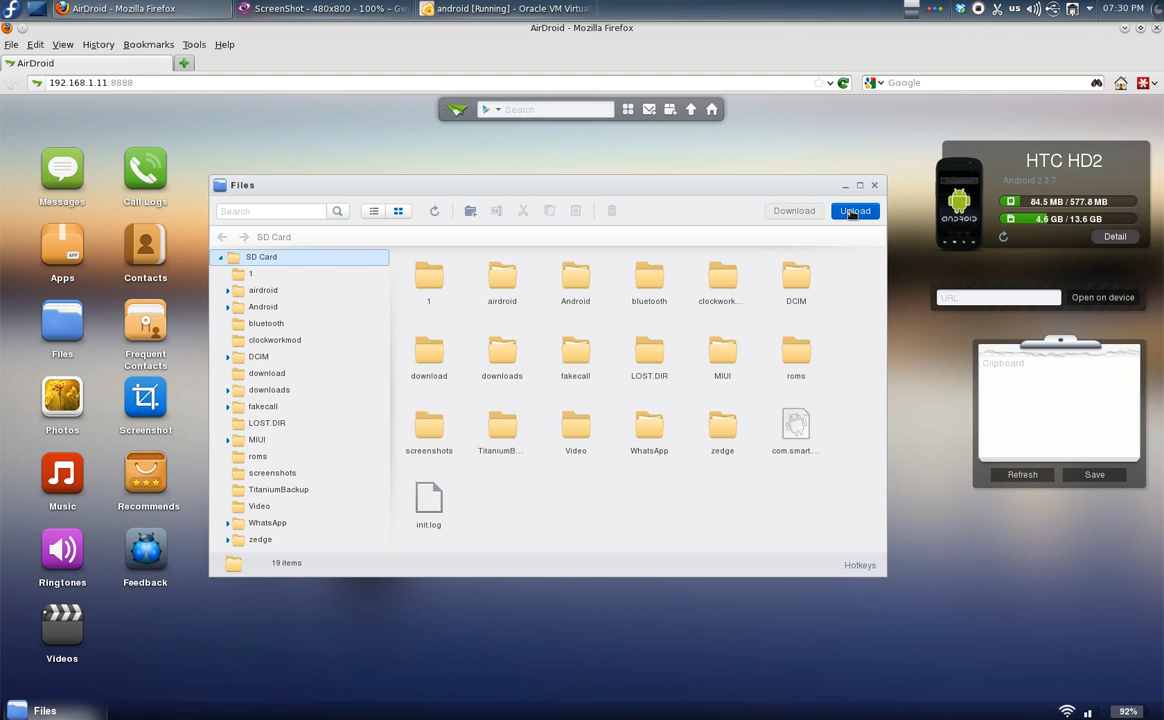 AirDroid - Mozilla Firefox
ScreenShot - 480x800 - 100% - Gw
android [Running] - Oracle VM Virtual
us
07:30 PM
AirDroid - Mozilla Firefox
File Edit View History Bookmarks Tools Help
AirDroid
192.168.1.11:8888
Google
Search
Messages
Call Logs
Apps
Contacts
Files
Frequent
Contacts
Photos
Screenshot
Music
Recommends
Ringtones
Feedback
Videos
Files
Search
Download
Upload
SD Card
SD Card
1
airdroid
Android
bluetooth
clockworkmod
DCIM
download
downloads
fakecall
LOST.DIR
MIUI
roms
screenshots
TitaniumBackup
Video
WhatsApp
zedge
1
airdroid
Android
bluetooth
clockwork...
DCIM
download
downloads
fakecall
LOST.DIR
MIUI
roms
screenshots
TitaniumB...
Video
WhatsApp
zedge
com.smart....
init.log
19 items
Hotkeys
HTC HD2
Android 2.3.7
84.5 MB / 577.8 MB
4.6 GB / 13.6 GB
Detail
ANDROID
URL
Open on device
Clipboard
Refresh
Save
Files
92%